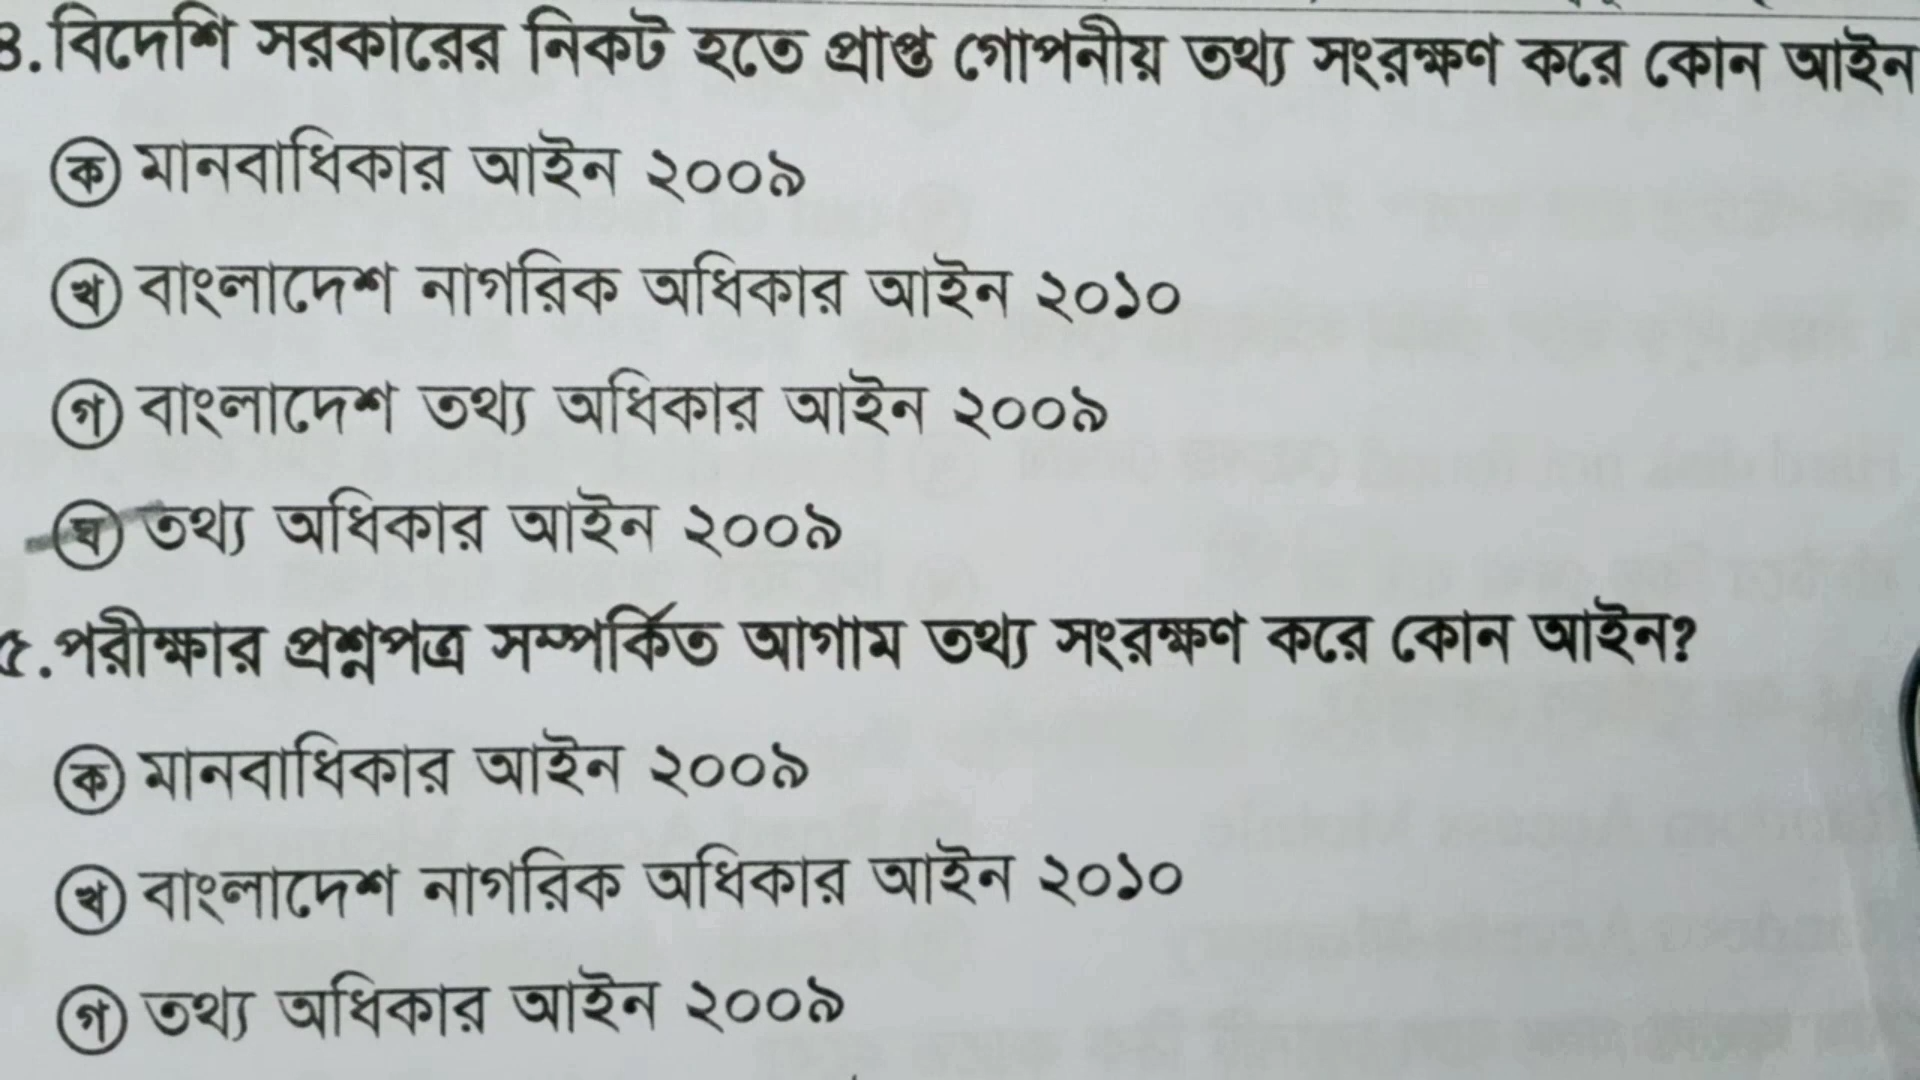 ৪. বিদেশি সরকারের নিকট হতে প্রাপ্ত গোপনীয় তথ্য সংরক্ষণ করে কোন আইন
ক মানবাধিকার আইন ২০০৯
খ বাংলাদেশ নাগরিক অধিকার আইন ২০১০
গ বাংলাদেশ তথ্য অধিকার আইন ২০০৯
ঘ তথ্য অধিকার আইন ২০০৯
৫. পরীক্ষার প্রশ্নপত্র সম্পর্কিত আগাম তথ্য সংরক্ষণ করে কোন আইন?
ক মানবাধিকার আইন ২০০৯
খ বাংলাদেশ নাগরিক অধিকার আইন ২০১০
গ তথ্য অধিকার আইন ২০০৯